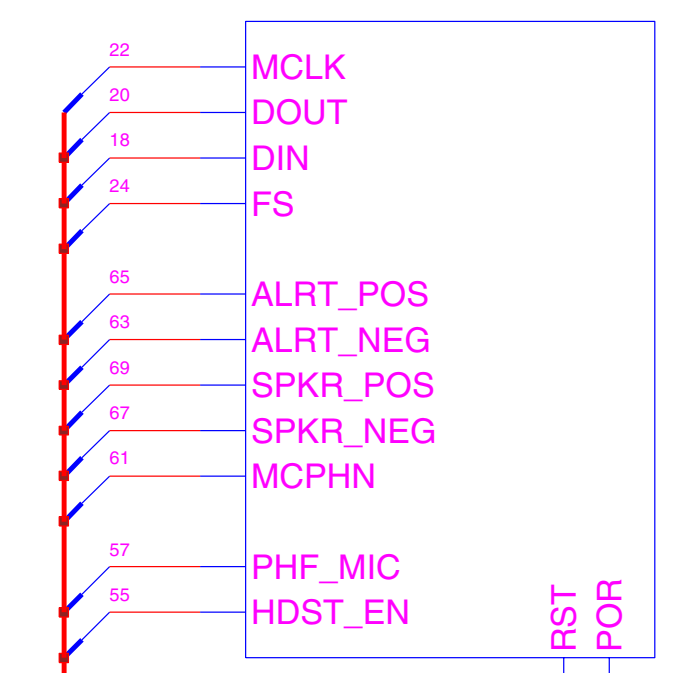 22
MCLK
20
DOUT
18
DIN
24
FS
65
ALRT_POS
63
ALRT_NEG
69
SPKR_POS
67
SPKR_NEG
61
MCPHN
57
PHF_MIC
55
HDST_EN
RST
POR